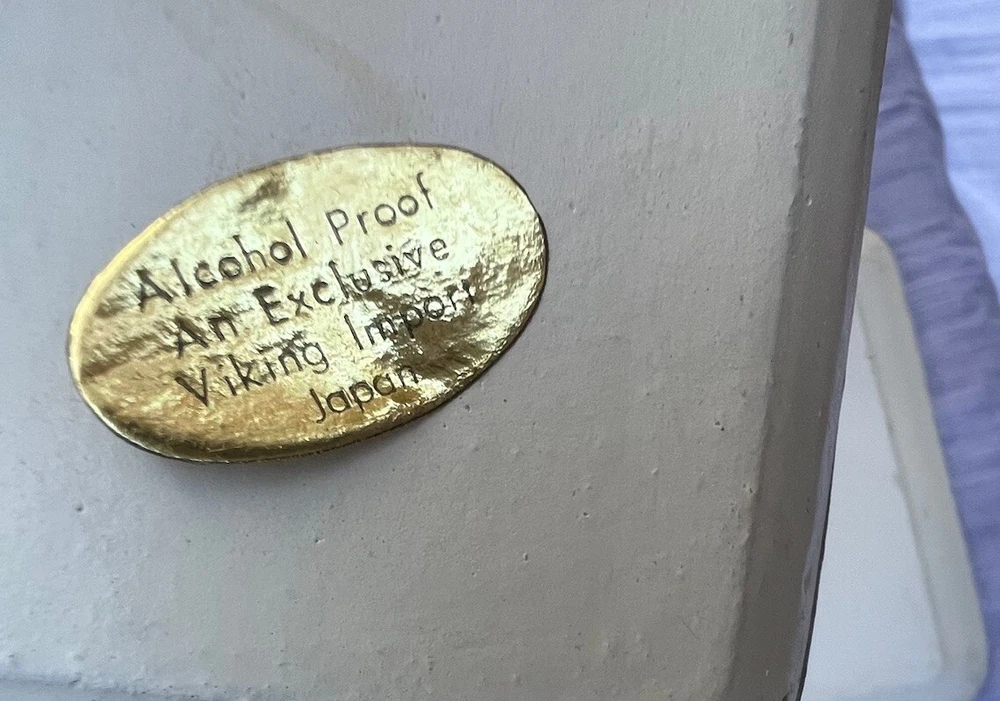 Alcohol Proof
An Exclusive
Viking Import
Japan